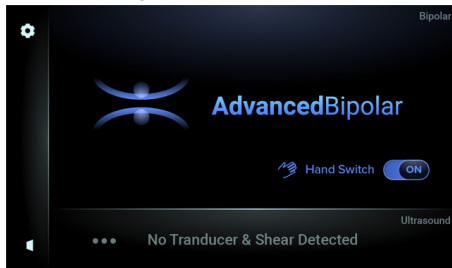 Bipolar
AdvancedBipolar
Hand Switch ON
Ultrasound
No Tranducer & Shear Detected